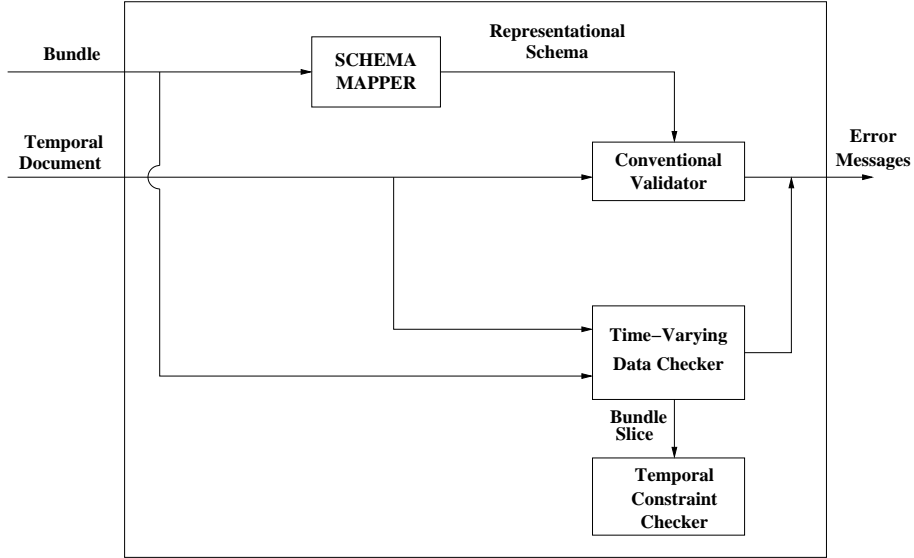 Bundle
SCHEMA
MAPPER
Representational
Schema
Temporal
Document
Conventional
Validator
Error
Messages
Time−Varying
Data Checker
Bundle
Slice
Temporal
Constraint
Checker